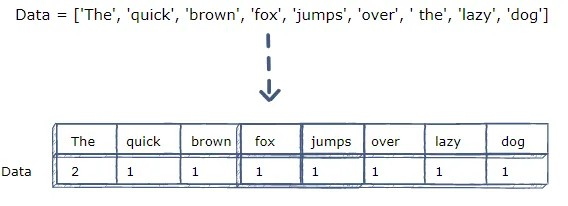 Data = ['The', 'quick', 'brown', 'fox', 'jumps', 'over', ' the', 'lazy', 'dog']
The quick brown fox jumps over lazy dog
Data 2 1 1 1 1 1 1 1